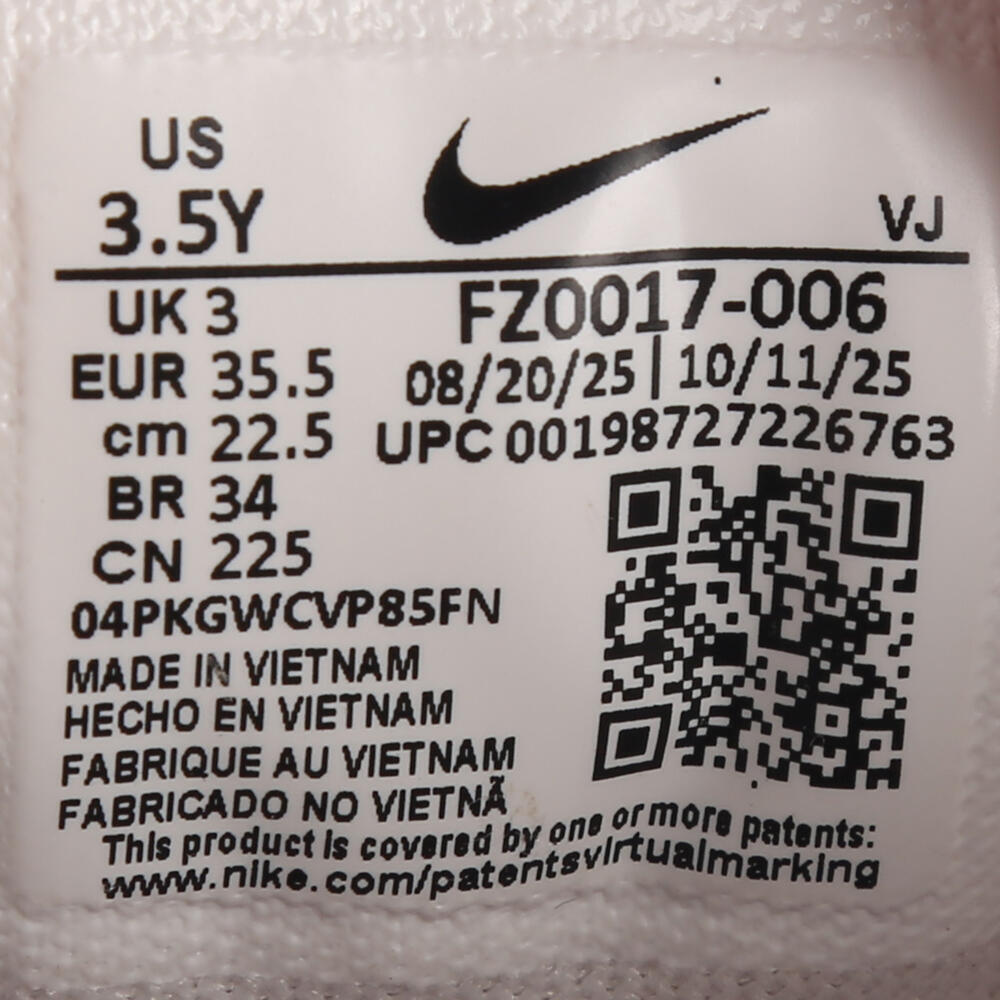 US
3.5Y
VJ
UK 3
EUR 35.5
cm 22.5
BR 34
CN 225
FZ0017-006
08/20/25 | 10/11/25
UPC 00198727226763
04PKGWCVP85FN
MADE IN VIETNAM
HECHO EN VIETNAM
FABRIQUE AU VIETNAM
FABRICADO NO VIETNÃ
This product is covered by one or more patents:
www.nike.com/patentsvirtualmarking